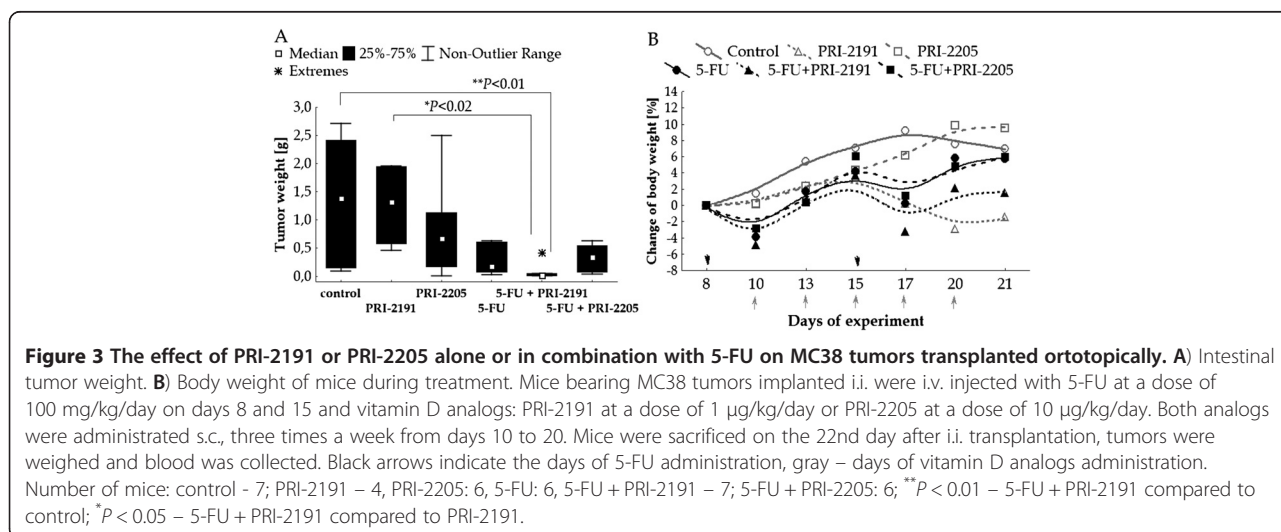 A
□ Median ■ 25%-75% ⌶ Non-Outlier Range
✱ Extremes
**P<0.01
*P<0.02
Tumor weight [g]
3,0
2,5
2,0
1,5
1,0
0,5
0,0
control
PRI-2191
PRI-2205
5-FU
5-FU + PRI-2191
5-FU + PRI-2205
B
Control PRI-2191 PRI-2205
5-FU 5-FU+PRI-2191 5-FU+PRI-2205
Change of body weight [%]
14
12
10
8
6
4
2
0
-2
-4
-6
-8
8 10 13 15 17 20 21
Days of experiment
Figure 3 The effect of PRI-2191 or PRI-2205 alone or in combination with 5-FU on MC38 tumors transplanted ortotopically. A) Intestinal
tumor weight. B) Body weight of mice during treatment. Mice bearing MC38 tumors implanted i.i. were i.v. injected with 5-FU at a dose of
100 mg/kg/day on days 8 and 15 and vitamin D analogs: PRI-2191 at a dose of 1 μg/kg/day or PRI-2205 at a dose of 10 μg/kg/day. Both analogs
were administrated s.c., three times a week from days 10 to 20. Mice were sacrificed on the 22nd day after i.i. transplantation, tumors were
weighed and blood was collected. Black arrows indicate the days of 5-FU administration, gray – days of vitamin D analogs administration.
Number of mice: control - 7; PRI-2191 – 4, PRI-2205: 6, 5-FU: 6, 5-FU + PRI-2191 – 7; 5-FU + PRI-2205: 6; **P < 0.01 – 5-FU + PRI-2191 compared to
control; *P < 0.05 – 5-FU + PRI-2191 compared to PRI-2191.